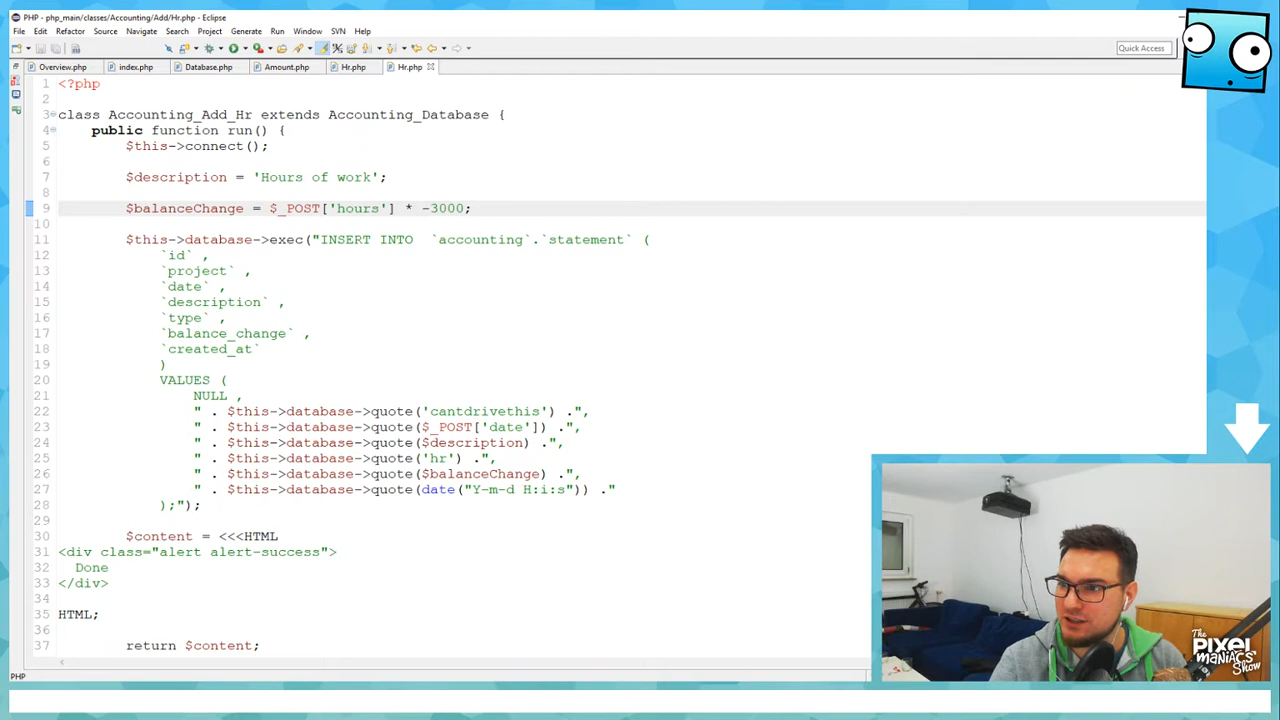 PHP - php_main/classes/Accounting/Add/Hr.php - Eclipse
File Edit Refactor Source Navigate Search Project Generate Run Window SVN Help
Quick Access
Overview.php index.php Database.php Amount.php Hr.php Hr.php
1 <?php
2
3 class Accounting_Add_Hr extends Accounting_Database {
4 public function run() {
5 $this->connect();
6
7 $description = 'Hours of work';
8
9 $balanceChange = $_POST['hours'] * -3000;
10
11 $this->database->exec("INSERT INTO `accounting`.`statement` (
12 `id` ,
13 `project` ,
14 `date` ,
15 `description` ,
16 `type` ,
17 `balance_change` ,
18 `created_at`
19 )
20 VALUES (
21 NULL ,
22 " . $this->database->quote('cantdrivethis') .",
23 " . $this->database->quote($_POST['date']) .",
24 " . $this->database->quote($description) .",
25 " . $this->database->quote('hr') .",
26 " . $this->database->quote($balanceChange) .",
27 " . $this->database->quote(date("Y-m-d H:i:s")) ."
28 );");
29
30 $content = <<<HTML
31 <div class="alert alert-success">
32 Done
33 </div>
34
35 HTML;
36
37 return $content;
PHP
The
PIXEL
MANIACS
Show